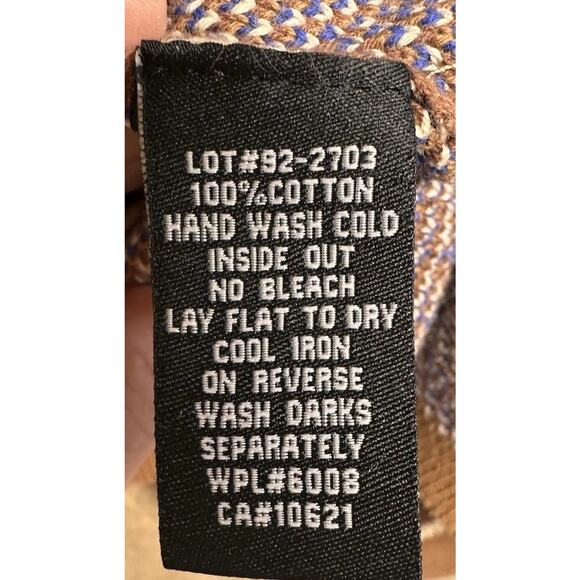 LOT#92-2703
100%COTTON
HAND WASH COLD
INSIDE OUT
NO BLEACH
LAY FLAT TO DRY
COOL IRON
ON REVERSE
WASH DARKS
SEPARATELY
WPL#6008
CA#10621